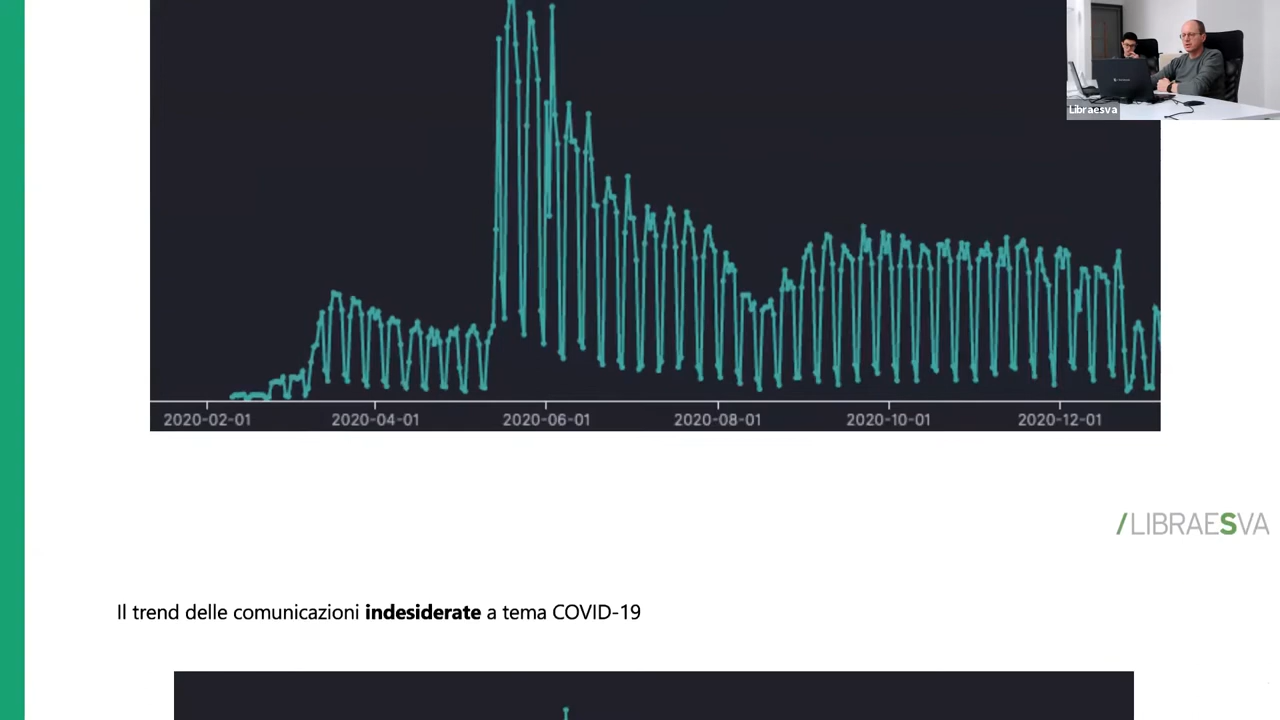 Libraesva
2020-02-01 2020-04-01 2020-06-01 2020-08-01 2020-10-01 2020-12-01
/LIBRAESVA
Il trend delle comunicazioni indesiderate a tema COVID-19